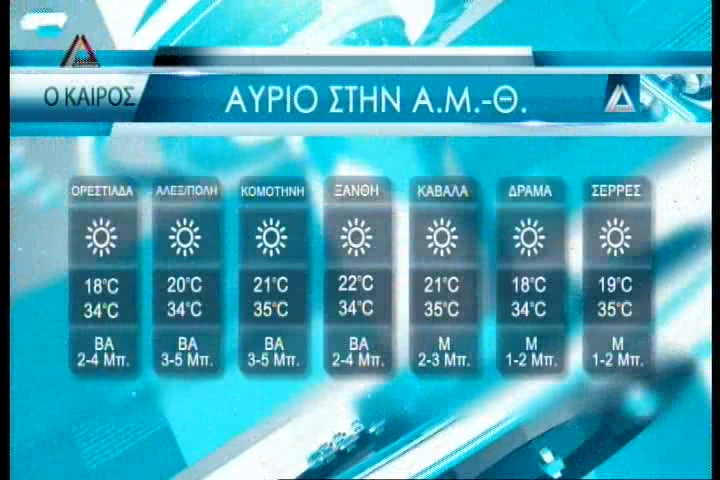 Ο ΚΑΙΡΟΣ
ΑΥΡΙΟ ΣΤΗΝ Α.Μ.-Θ.
ΟΡΕΣΤΙΑΔΑ ΑΛΕΞ/ΠΟΛΗ ΚΟΜΟΤΗΝΗ ΞΑΝΘΗ ΚΑΒΑΛΑ ΔΡΑΜΑ ΣΕΡΡΕΣ
18°C 20°C 21°C 22°C 21°C 18°C 19°C
34°C 34°C 35°C 34°C 35°C 34°C 35°C
ΒΑ ΒΑ ΒΑ ΒΑ Μ Μ Μ
2-4 Μπ. 3-5 Μπ. 3-5 Μπ. 2-4 Μπ. 2-3 Μπ. 1-2 Μπ. 1-2 Μπ.